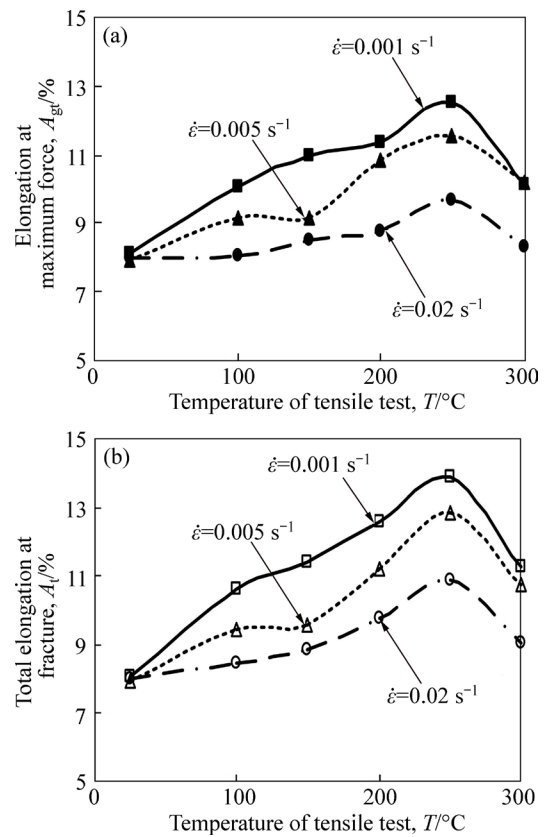 (a)
15
13
11
9
7
5
0
100
200
300
Elongation at
maximum force, A_gt/%
ε̇=0.001 s⁻¹
ε̇=0.005 s⁻¹
ε̇=0.02 s⁻¹
Temperature of tensile test, T/°C
(b)
15
13
11
9
7
5
0
100
200
300
Total elongation at
fracture, A_t/%
ε̇=0.001 s⁻¹
ε̇=0.005 s⁻¹
ε̇=0.02 s⁻¹
Temperature of tensile test, T/°C